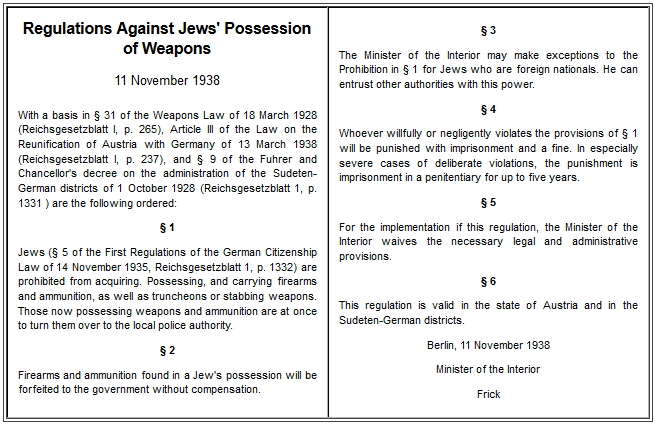 Regulations Against Jews' Possession
of Weapons
11 November 1938
With a basis in § 31 of the Weapons Law of 18 March 1928
(Reichsgesetzblatt I, p. 265), Article III of the Law on the
Reunification of Austria with Germany of 13 March 1938
(Reichsgesetzblatt I, p. 237), and § 9 of the Fuhrer and
Chancellor's decree on the administration of the Sudeten-
German districts of 1 October 1928 (Reichsgesetzblatt 1, p.
1331 ) are the following ordered:
§ 1
Jews (§ 5 of the First Regulations of the German Citizenship
Law of 14 November 1935, Reichsgesetzblatt 1, p. 1332) are
prohibited from acquiring. Possessing, and carrying firearms
and ammunition, as well as truncheons or stabbing weapons.
Those now possessing weapons and ammunition are at once
to turn them over to the local police authority.
§ 2
Firearms and ammunition found in a Jew's possession will be
forfeited to the government without compensation.
§ 3
The Minister of the Interior may make exceptions to the
Prohibition in § 1 for Jews who are foreign nationals. He can
entrust other authorities with this power.
§ 4
Whoever willfully or negligently violates the provisions of § 1
will be punished with imprisonment and a fine. In especially
severe cases of deliberate violations, the punishment is
imprisonment in a penitentiary for up to five years.
§ 5
For the implementation if this regulation, the Minister of the
Interior waives the necessary legal and administrative
provisions.
§ 6
This regulation is valid in the state of Austria and in the
Sudeten-German districts.
Berlin, 11 November 1938
Minister of the Interior
Frick